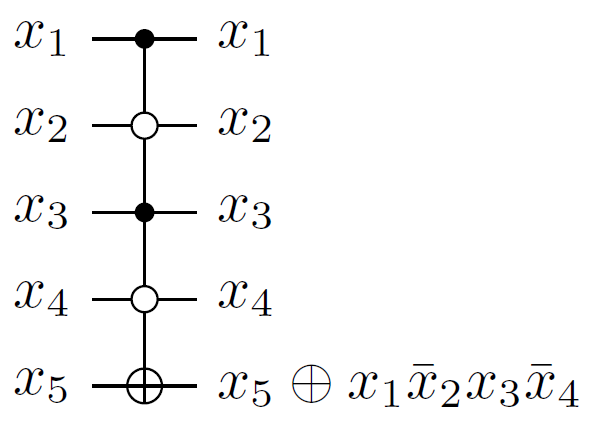 x₁ x₁
x₂ x₂
x₃ x₃
x₄ x₄
x₅ x₅ ⊕ x₁x̄₂x₃x̄₄